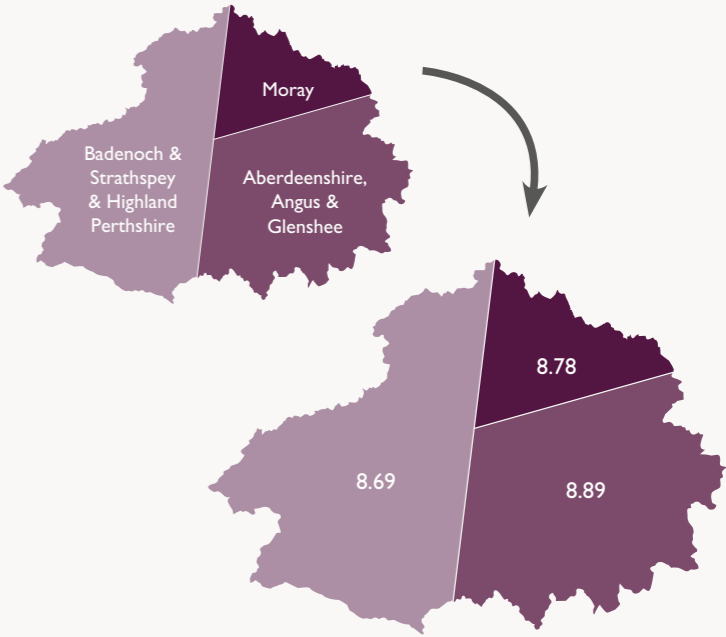 Moray
Badenoch &
Strathspey
& Highland
Perthshire
Aberdeenshire,
Angus &
Glenshee
8.78
8.69
8.89